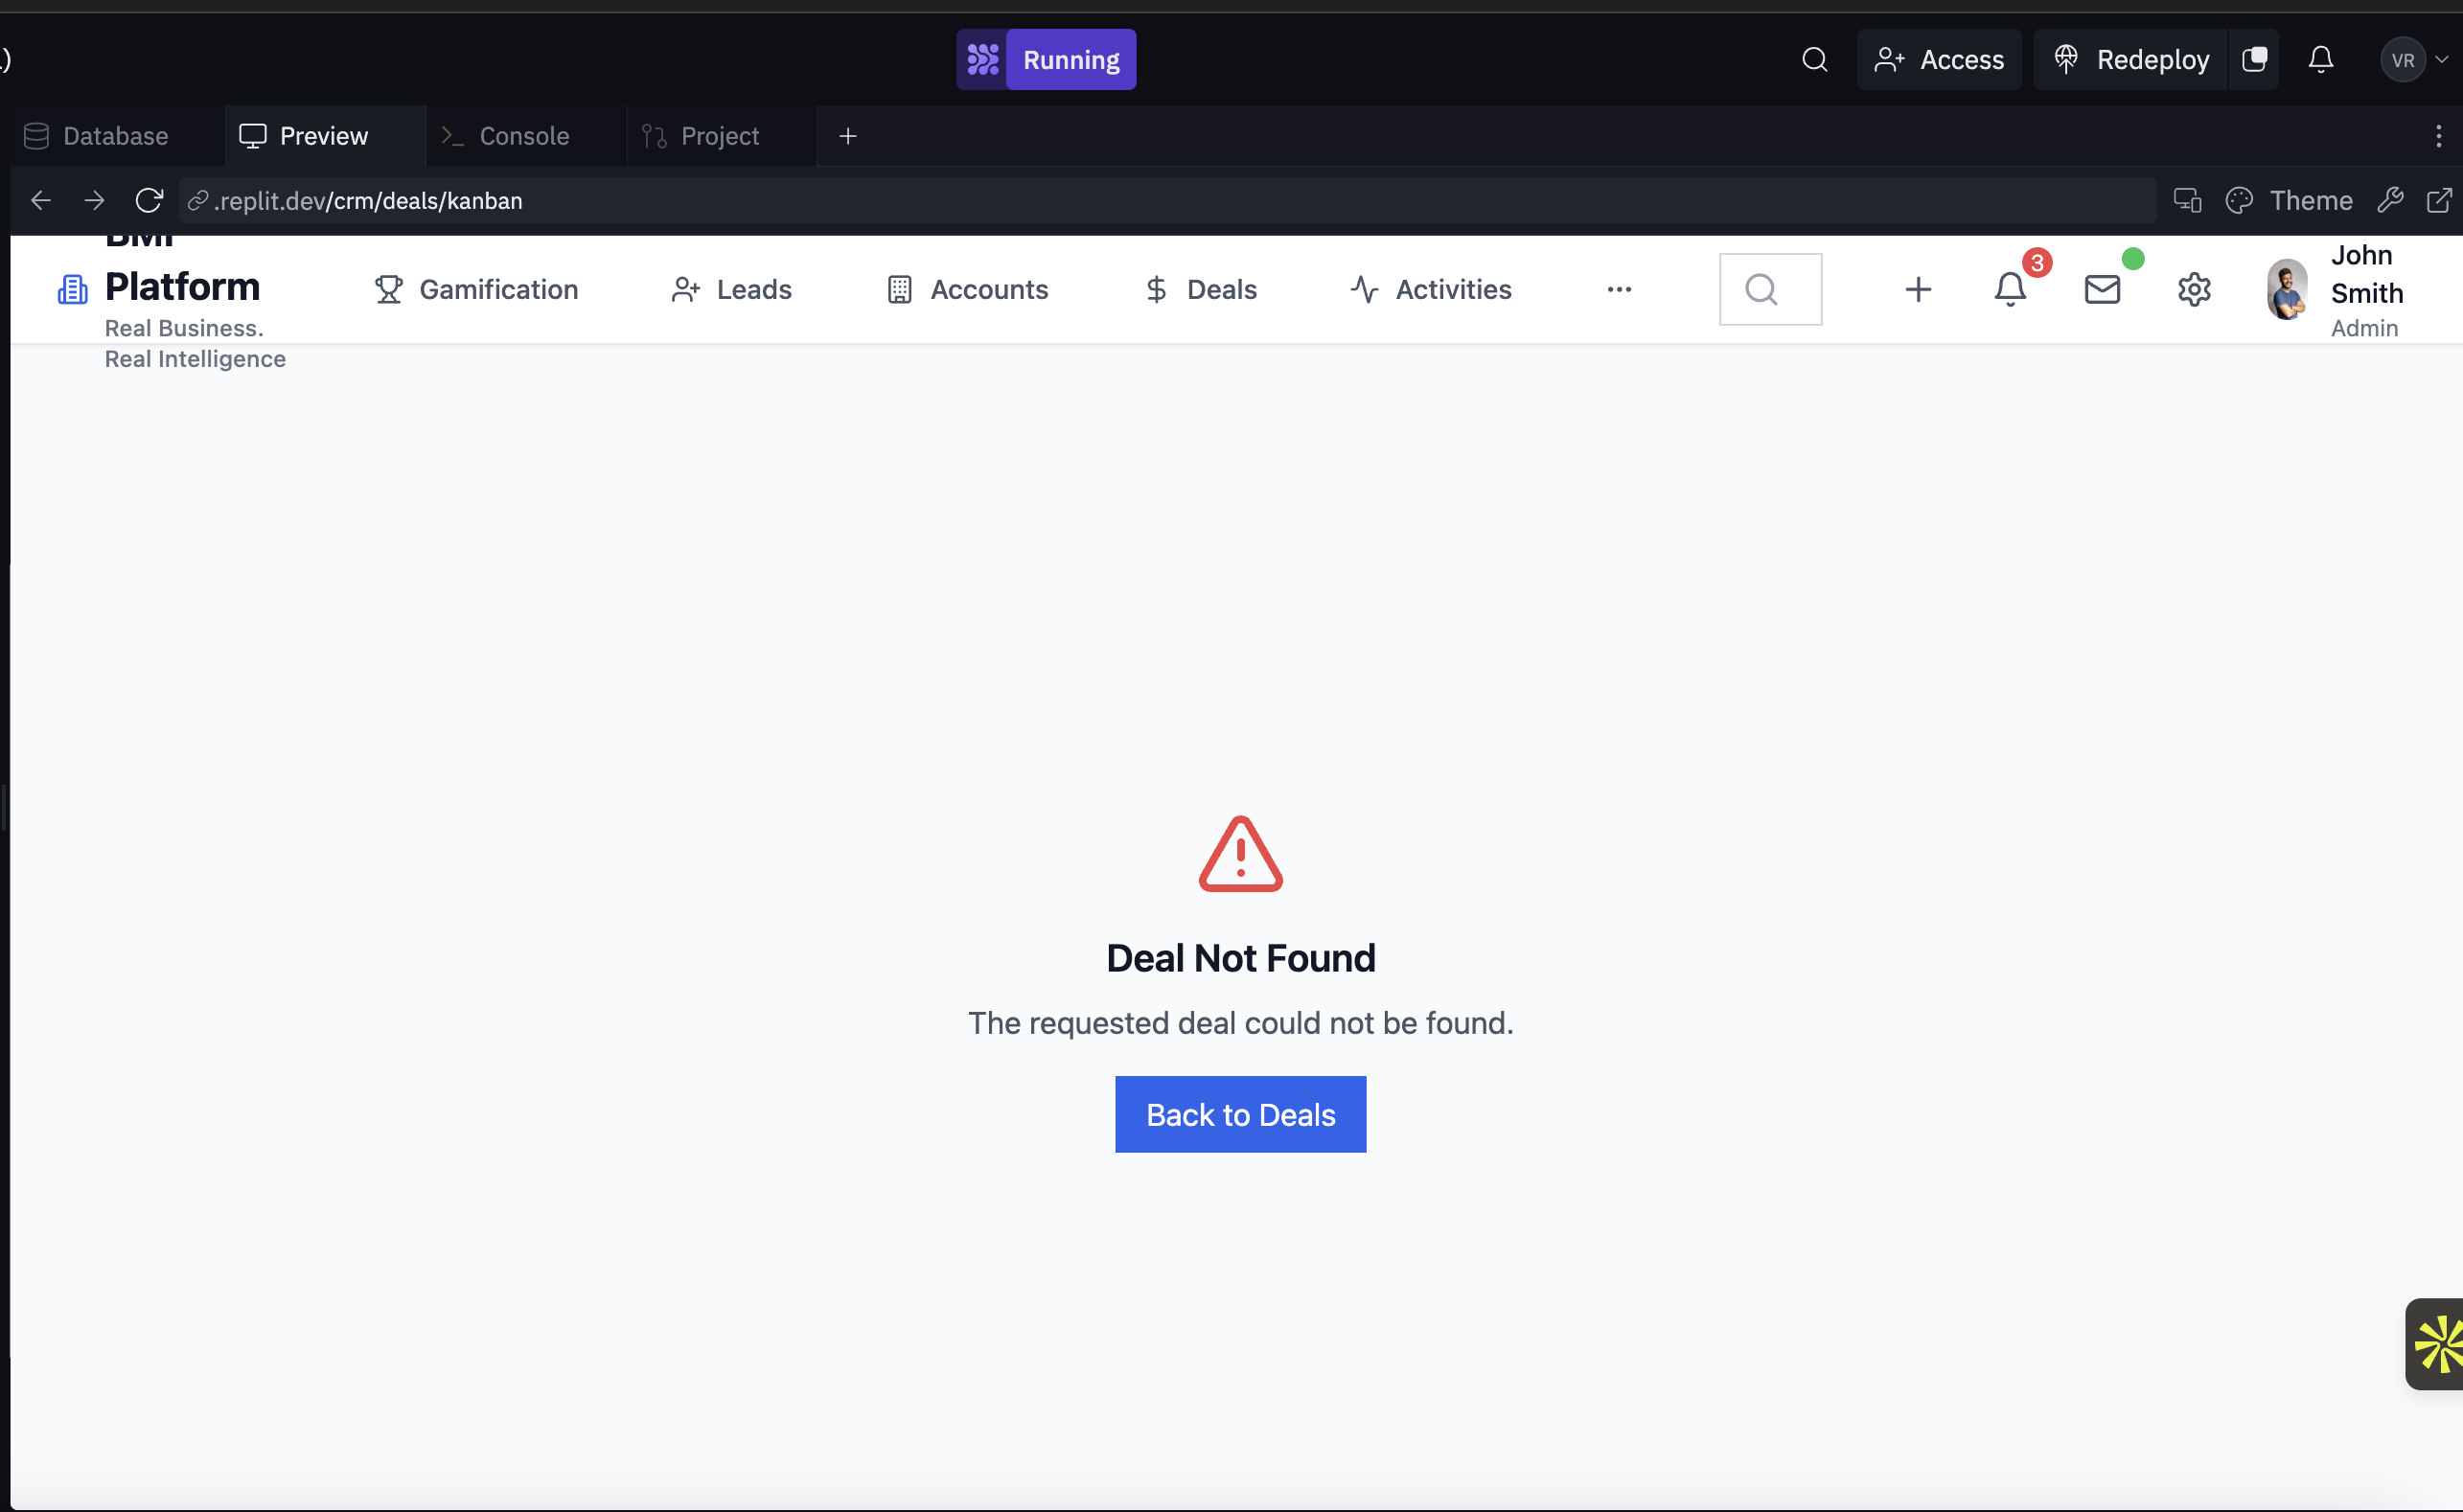 Running
Access
Redeploy
VR
Database
Preview
Console
Project
.replit.dev/crm/deals/kanban
Theme
BMI
Platform
Real Business.
Real Intelligence
Gamification
Leads
Accounts
Deals
Activities
3
John
Smith
Admin
Deal Not Found
The requested deal could not be found.
Back to Deals